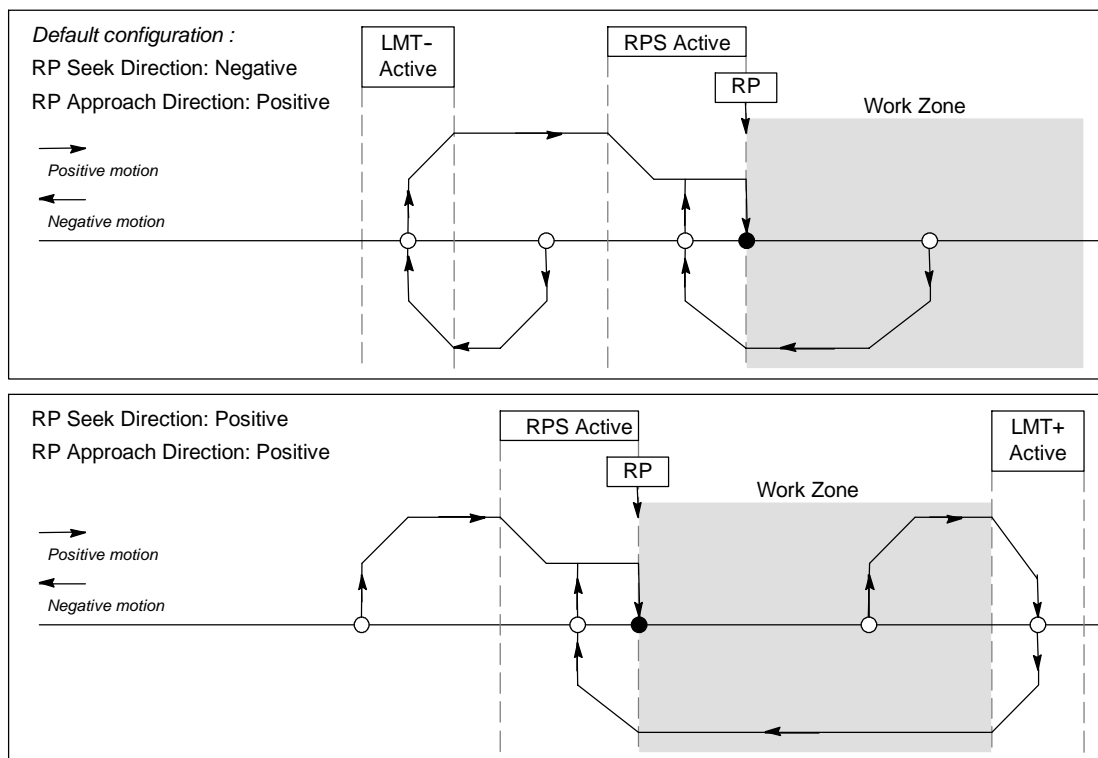 Default configuration :
RP Seek Direction: Negative
RP Approach Direction: Positive
LMT-
Active
RPS Active
RP
Work Zone
Positive motion
Negative motion
RP Seek Direction: Positive
RP Approach Direction: Positive
RPS Active
RP
LMT+
Active
Work Zone
Positive motion
Negative motion